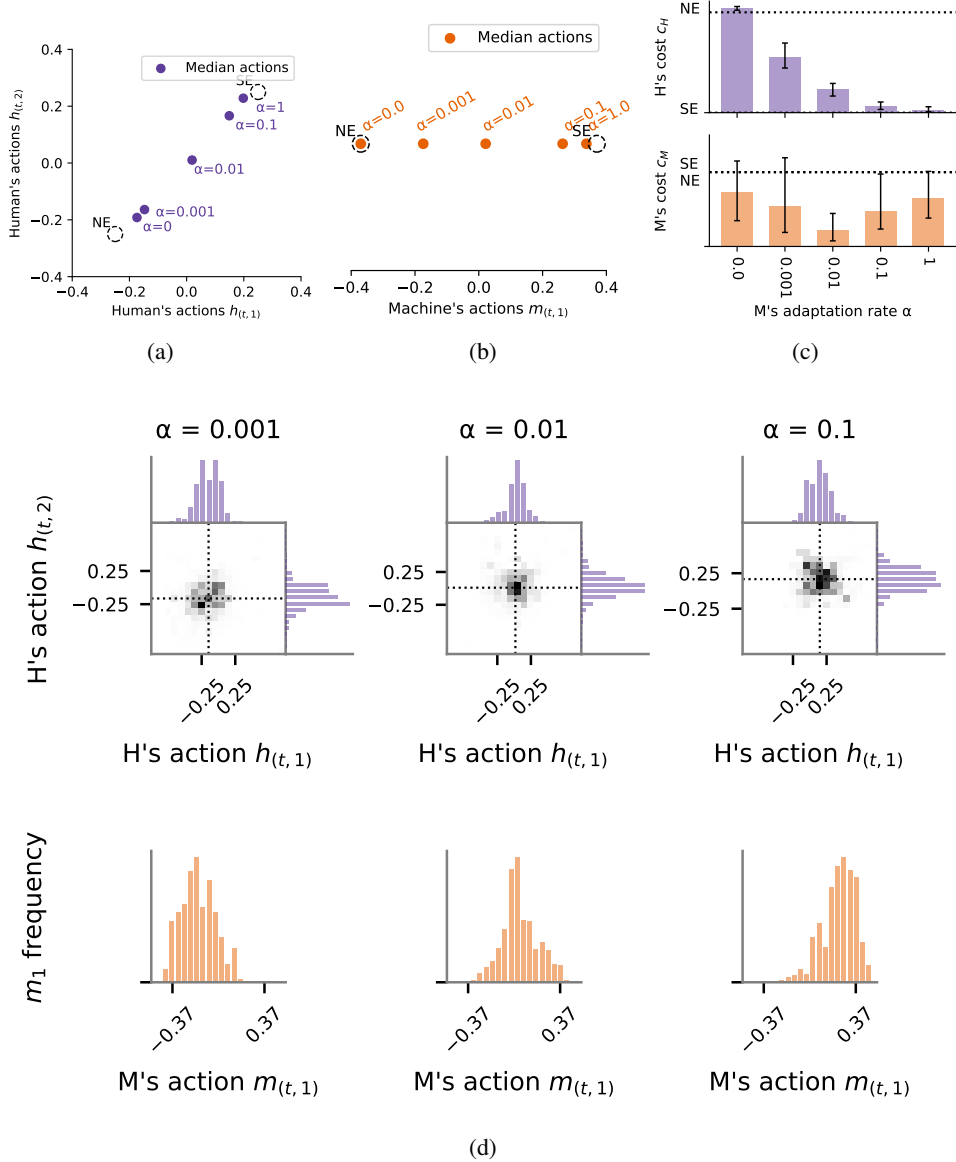 Median actions
SE
α=1
α=0.1
α=0.01
α=0.001
α=0
NE
0.4
0.2
0.0
−0.2
−0.4
−0.4 −0.2 0.0 0.2 0.4
Human's actions h(t,2)
Human's actions h(t,1)
(a)
Median actions
NE
α=0.0
α=0.001
α=0.01
α=0.1
α=1.0
SE
−0.4 −0.2 0.0 0.2 0.4
Machine's actions m(t,1)
(b)
NE
SE
H's cost cH
SE
NE
M's cost cM
0.0 0.001 0.01 0.1 1
M's adaptation rate α
(c)
α = 0.001 α = 0.01 α = 0.1
H's action h(t, 2)
0.25 0.25 0.25
−0.25 −0.25 −0.25
−0.25 0.25 −0.25 0.25 −0.25 0.25
H's action h(t, 1) H's action h(t, 1) H's action h(t, 1)
m1 frequency
−0.37 0.37 −0.37 0.37 −0.37 0.37
M's action m(t, 1) M's action m(t, 1) M's action m(t, 1)
(d)